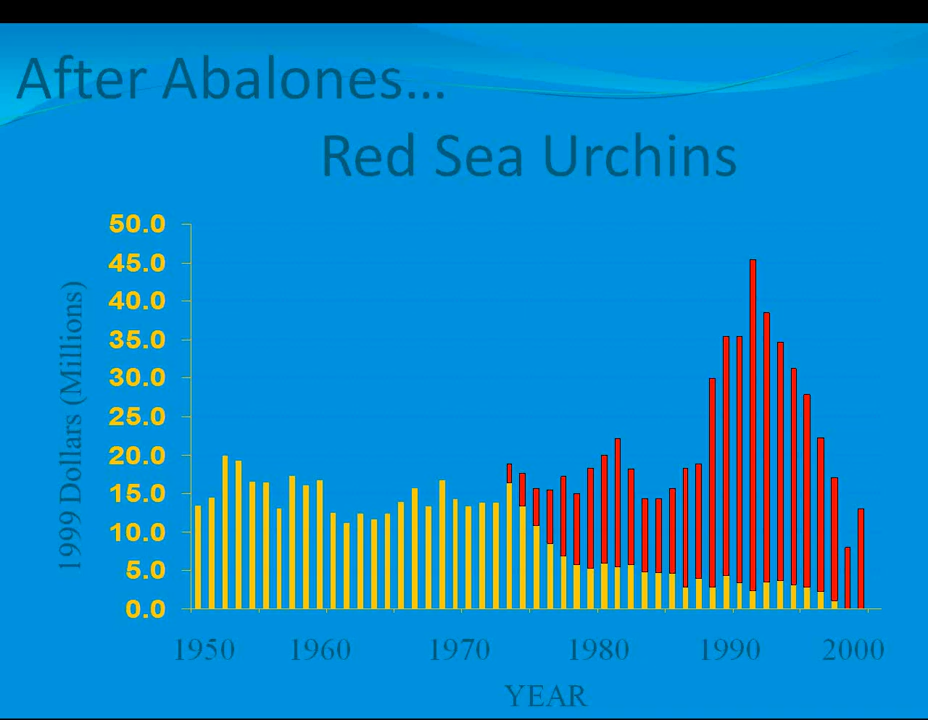 After Abalones...
Red Sea Urchins
50.0
45.0
40.0
35.0
30.0
25.0
20.0
15.0
10.0
5.0
0.0
1999 Dollars (Millions)
1950 1960 1970 1980 1990 2000
YEAR